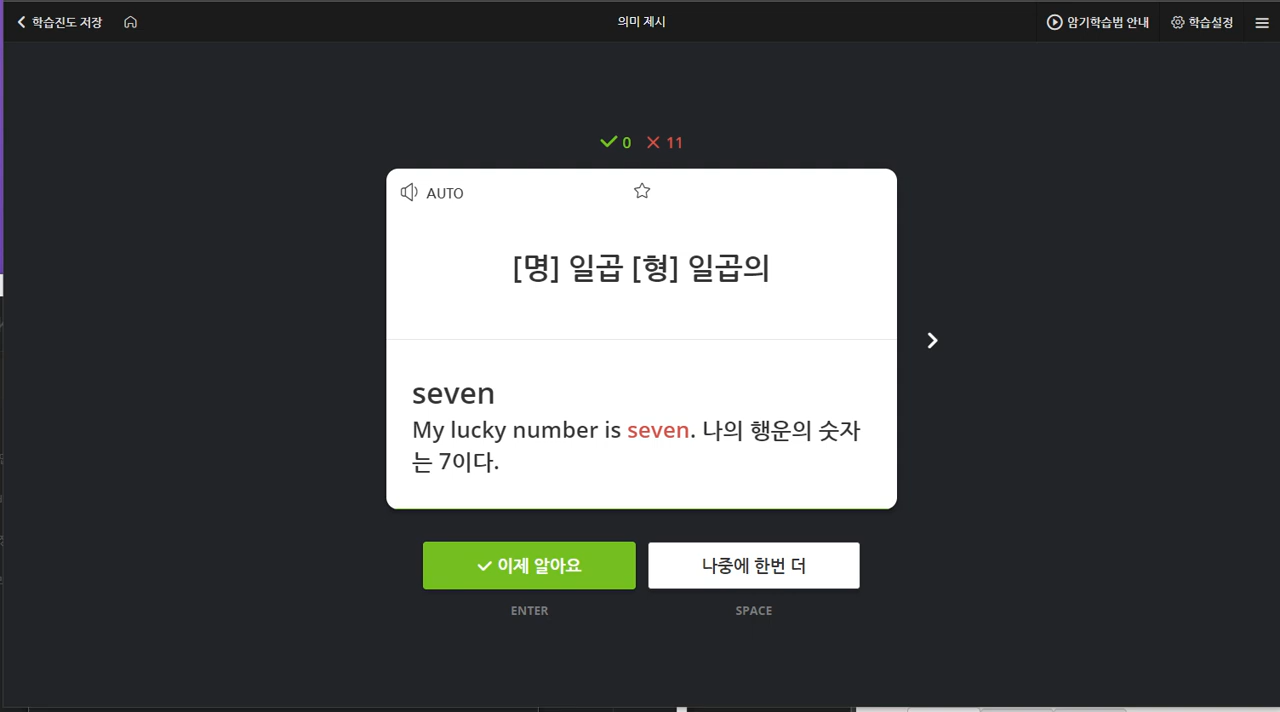 학습진도 저장
의미 제시
암기학습법 안내
학습설정
0
11
AUTO
[명] 일곱 [형] 일곱의
seven
My lucky number is seven. 나의 행운의 숫자
는 7이다.
이제 알아요
나중에 한번 더
ENTER
SPACE